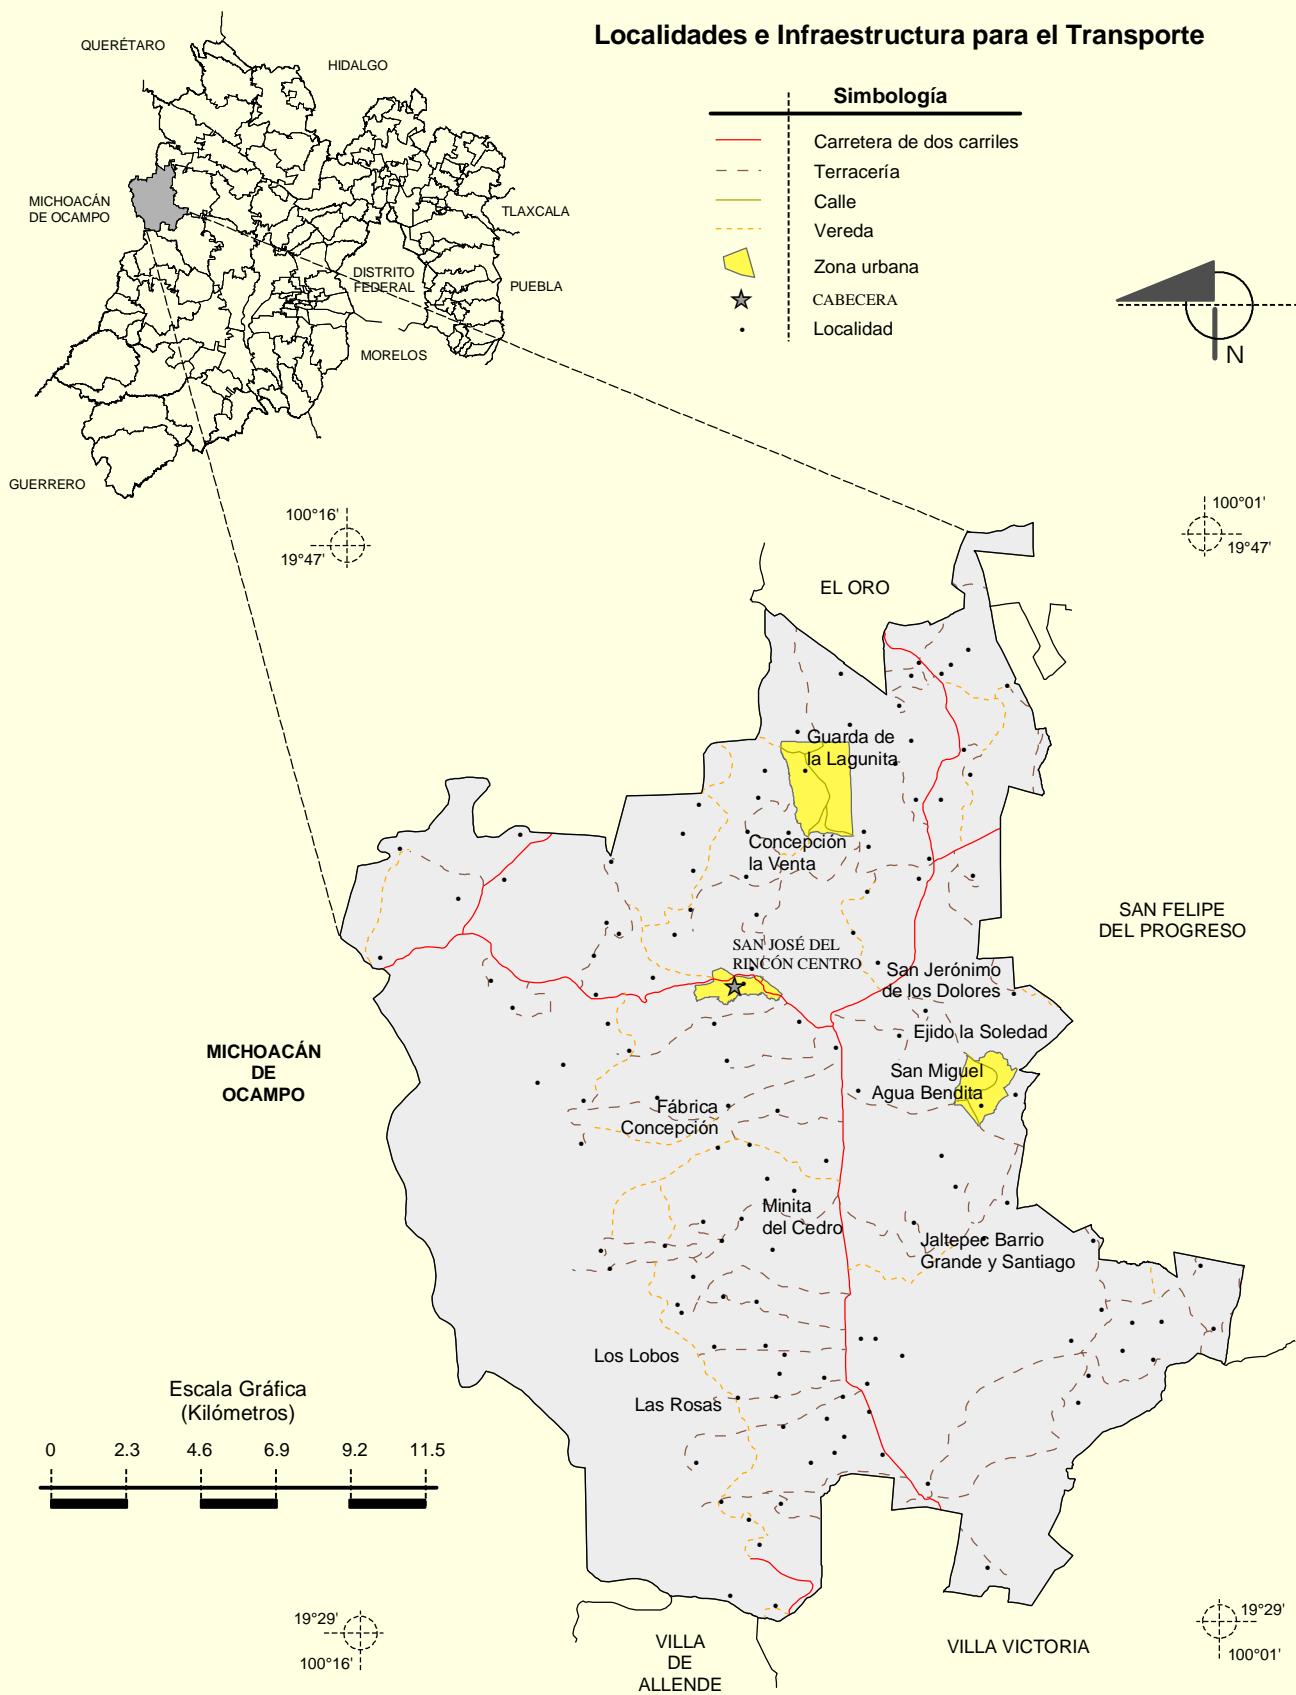 Localidades e Infraestructura para el Transporte
QUERÉTARO
HIDALGO
MICHOACÁN
DE OCAMPO
TLAXCALA
DISTRITO
FEDERAL
PUEBLA
MORELOS
GUERRERO
Simbología
Carretera de dos carriles
Terracería
Calle
Vereda
Zona urbana
CABECERA
Localidad
N
100°16'
19°47'
100°01'
19°47'
EL ORO
Guarda de
la Lagunita
Concepción
la Venta
SAN FELIPE
DEL PROGRESO
SAN JOSÉ DEL
RINCÓN CENTRO
San Jerónimo
de los Dolores
Ejido la Soledad
MICHOACÁN
DE
OCAMPO
San Miguel
Agua Bendita
Fábrica
Concepción
Minita
del Cedro
Jaltepec Barrio
Grande y Santiago
Los Lobos
Las Rosas
Escala Gráfica
(Kilómetros)
0 2.3 4.6 6.9 9.2 11.5
19°29'
100°16'
VILLA
DE
ALLENDE
VILLA VICTORIA
19°29'
100°01'